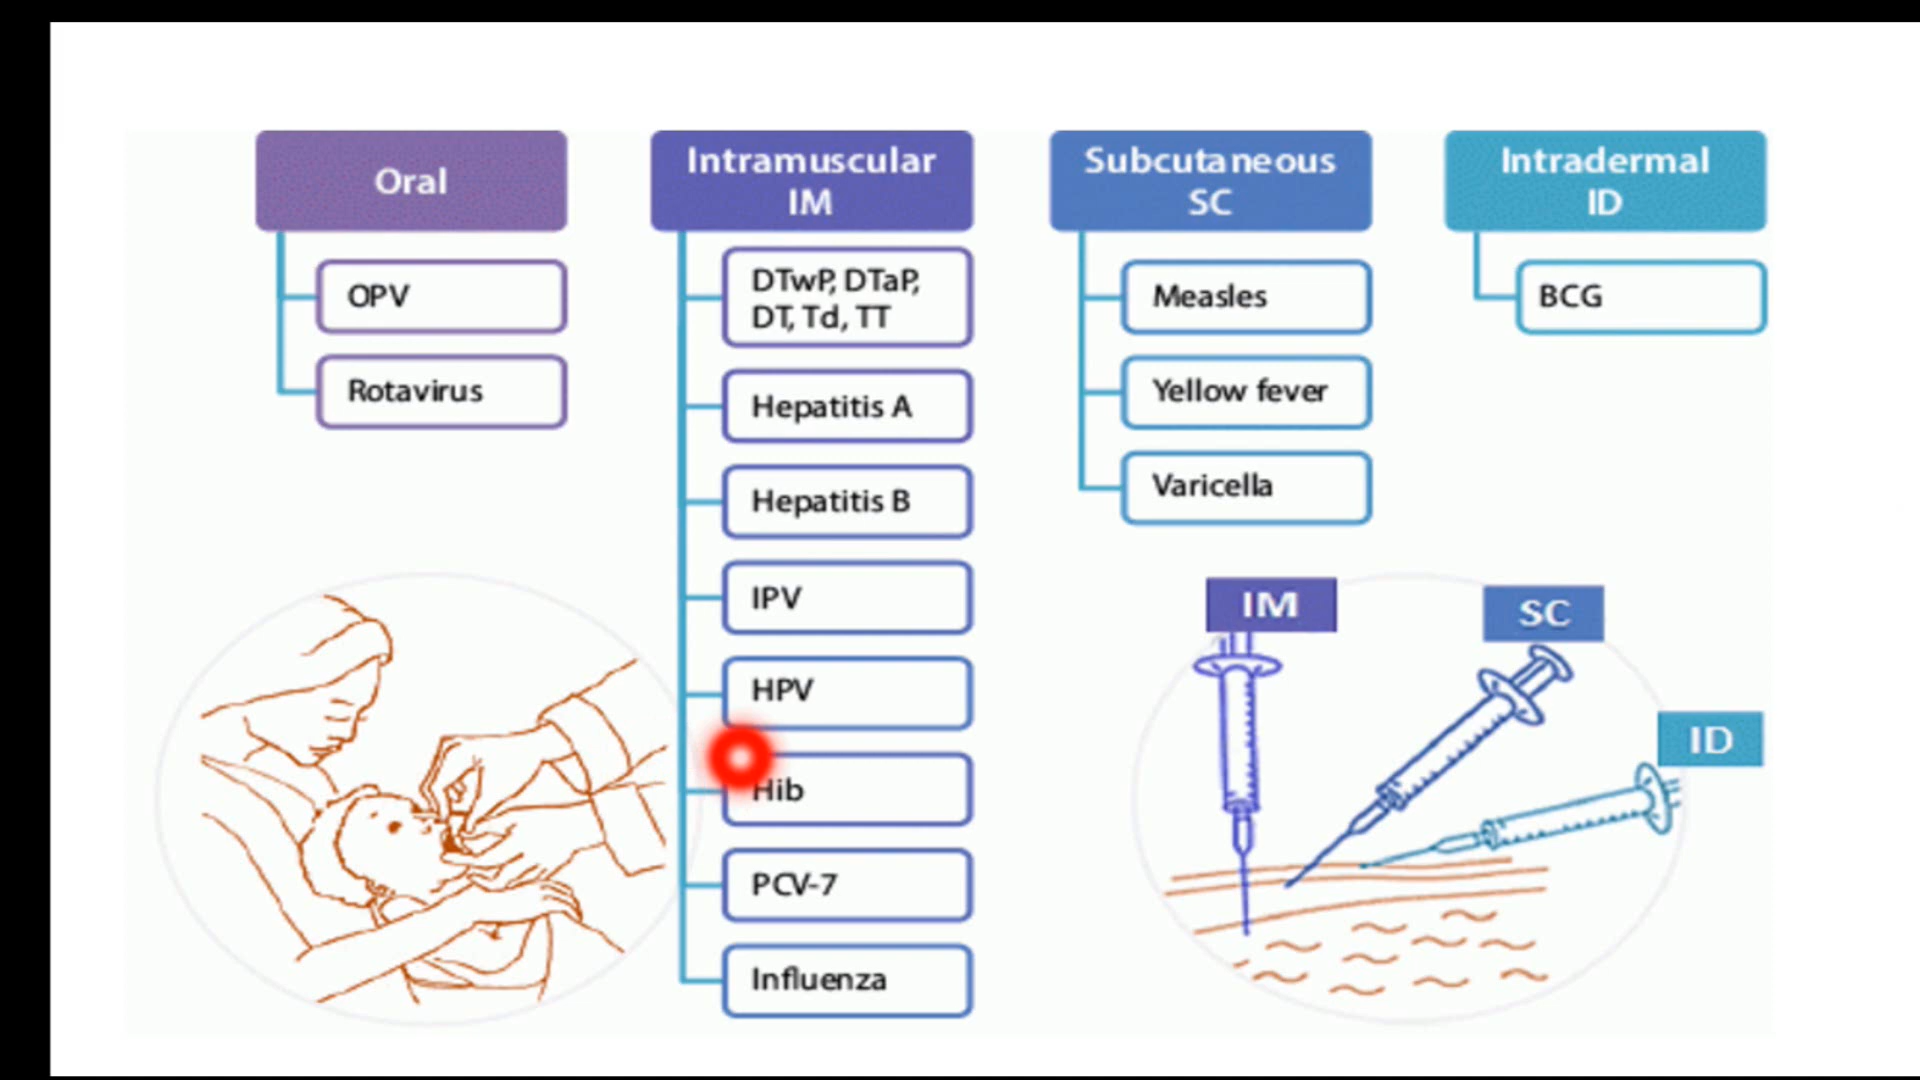 Oral
OPV
Rotavirus
Intramuscular
IM
DTwP, DTaP,
DT, Td, TT
Hepatitis A
Hepatitis B
IPV
HPV
Hib
PCV-7
Influenza
Subcutaneous
SC
Measles
Yellow fever
Varicella
Intradermal
ID
BCG
IM
SC
ID